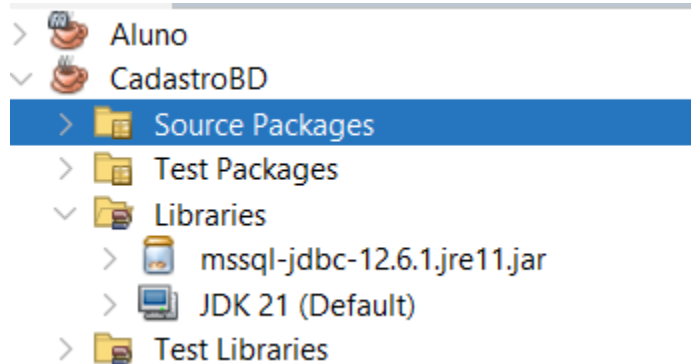 Aluno
CadastroBD
Source Packages
Test Packages
Libraries
mssql-jdbc-12.6.1.jre11.jar
JDK 21 (Default)
Test Libraries